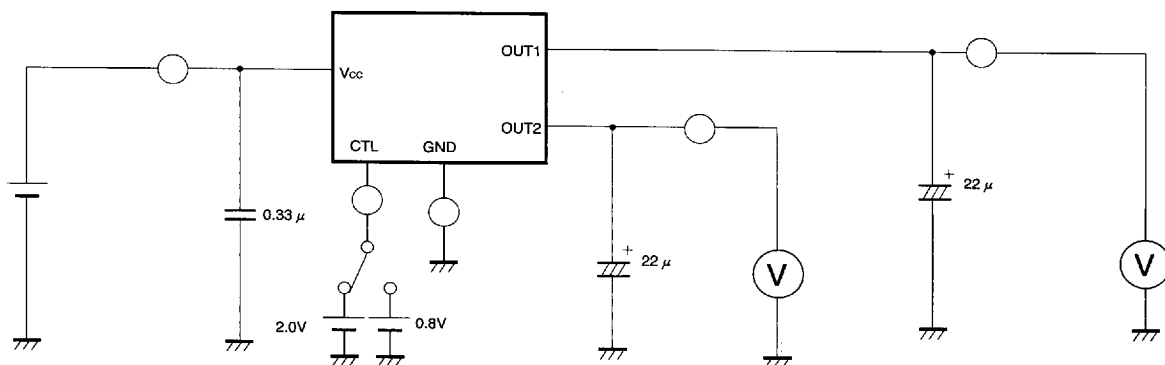 OUT1
Vcc
OUT2
CTL GND
+
22 μ
0.33 μ
+
22 μ
V
V
2.0V
0.8V